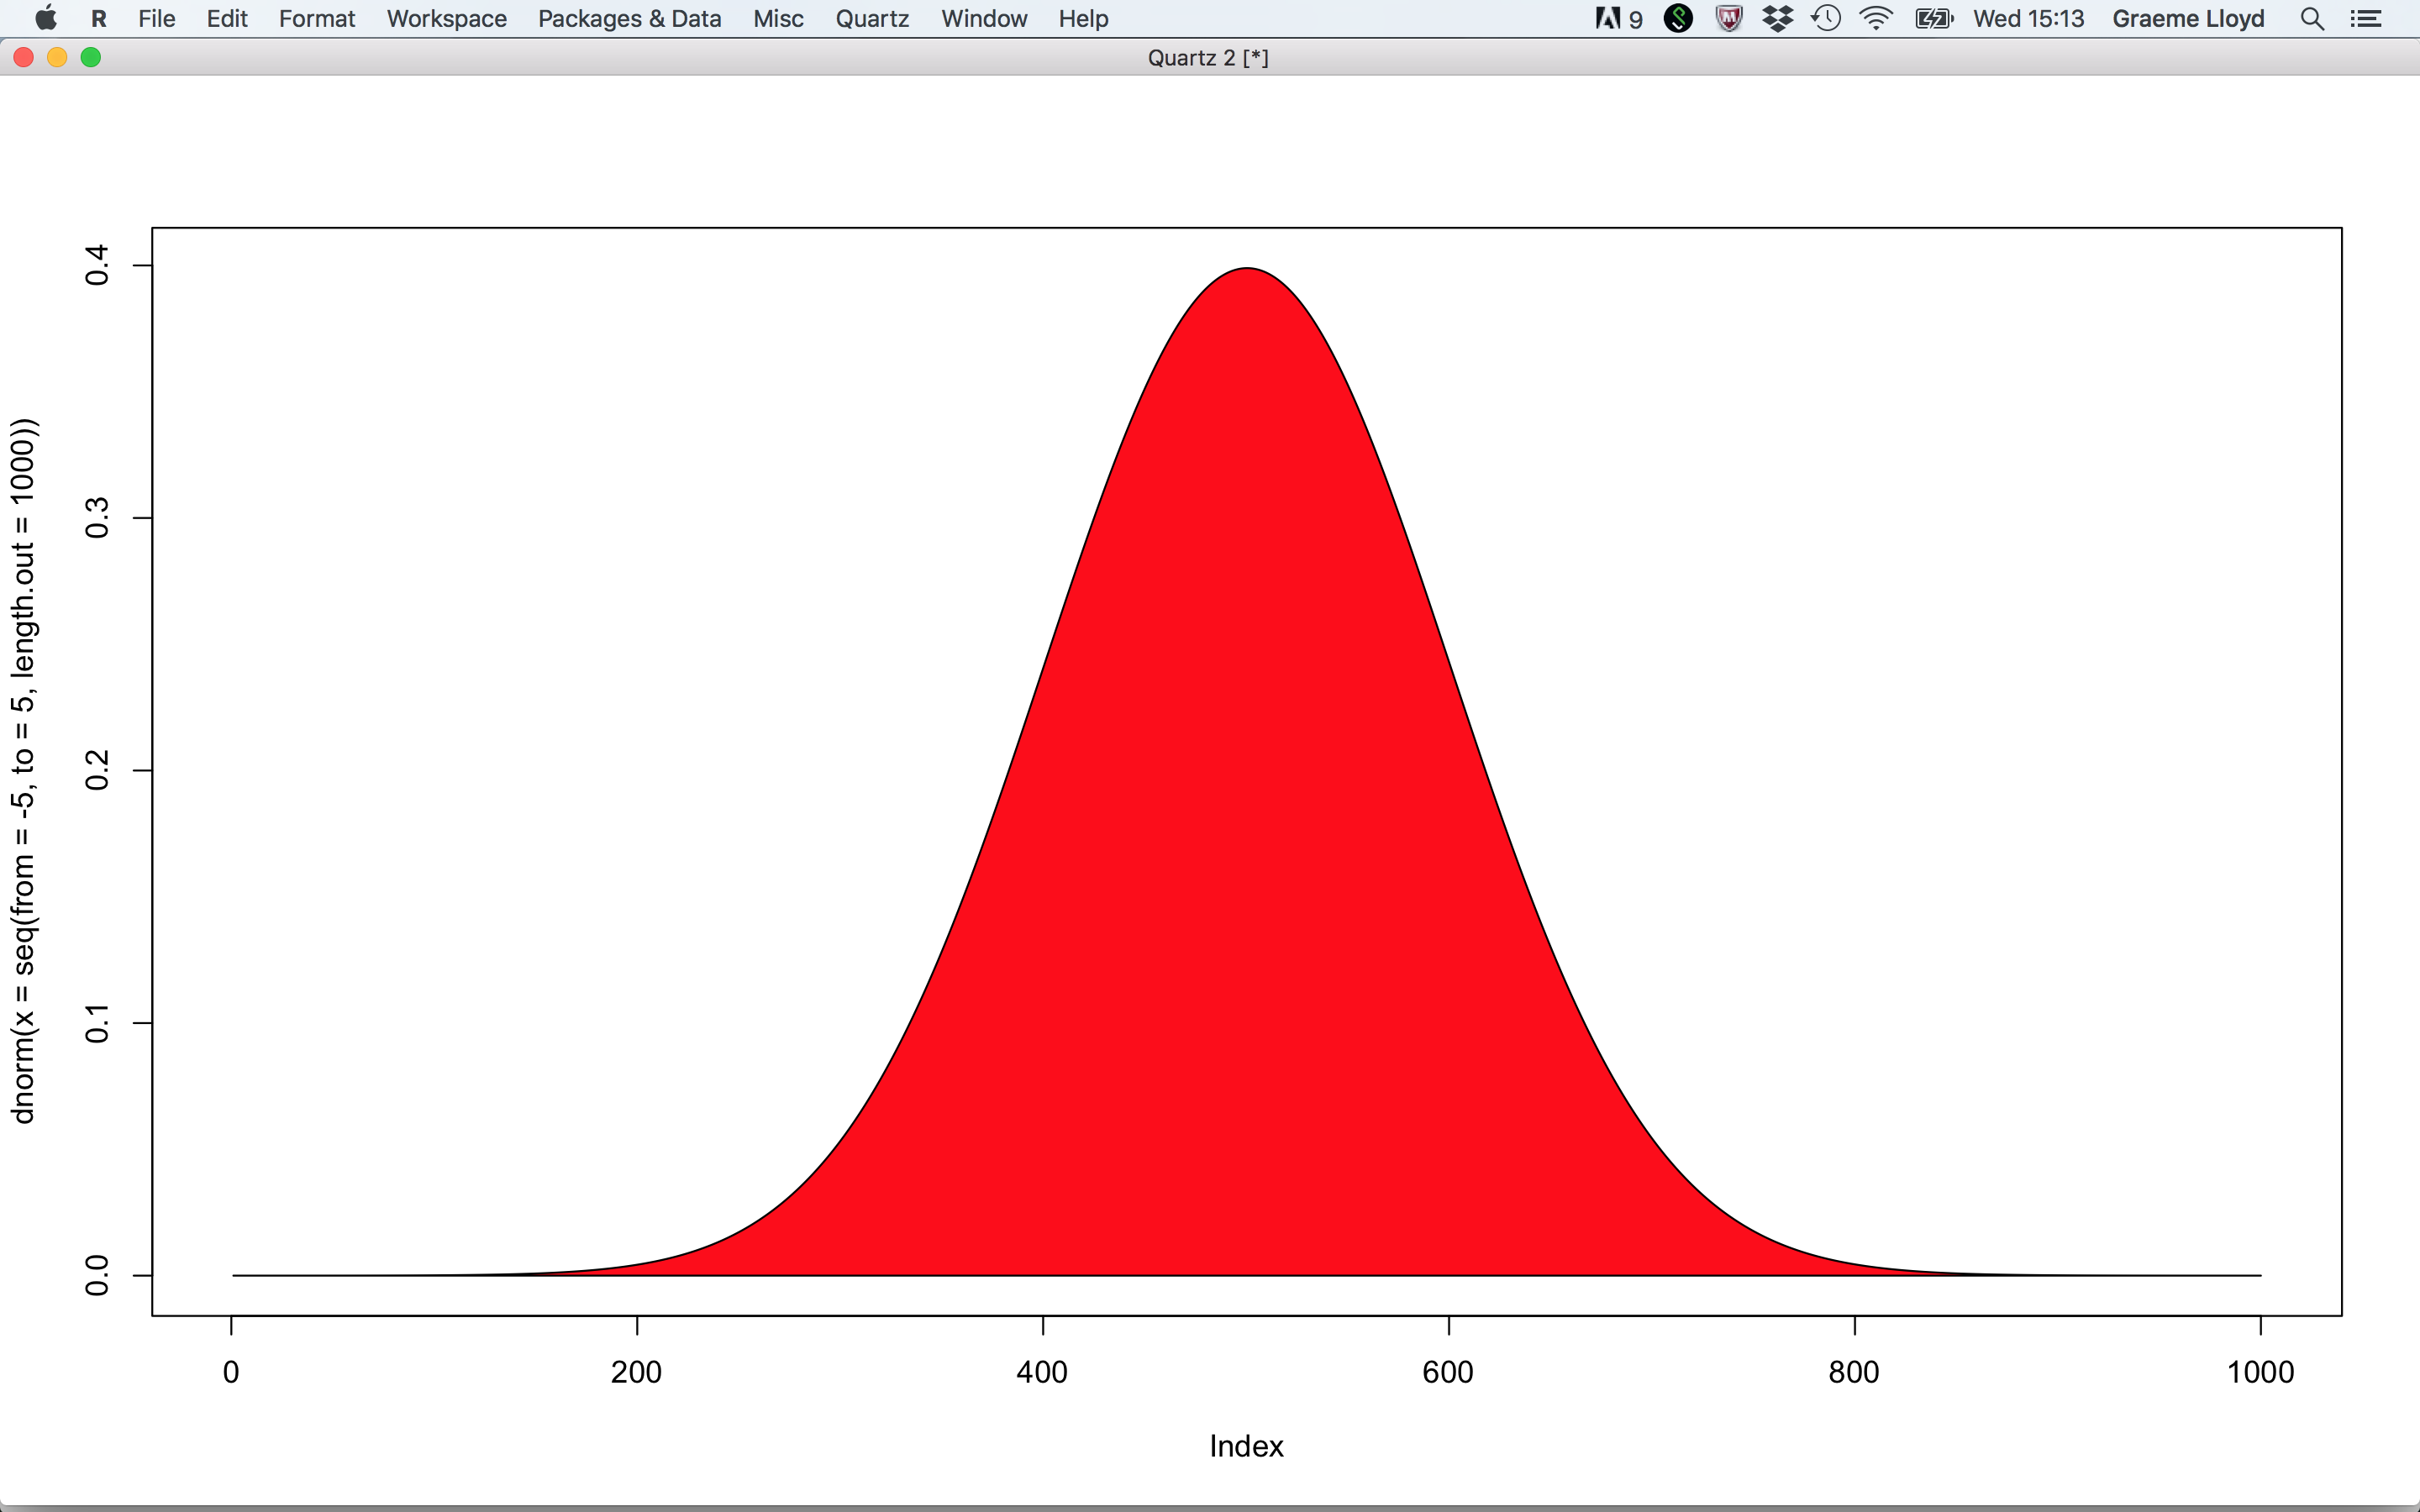 R File Edit Format Workspace Packages & Data Misc Quartz Window Help 9 Wed 15:13 Graeme Lloyd
Quartz 2 [*]
dnorm(x = seq(from = -5, to = 5, length.out = 1000))
0.4
0.3
0.2
0.1
0.0
0 200 400 600 800 1000
Index